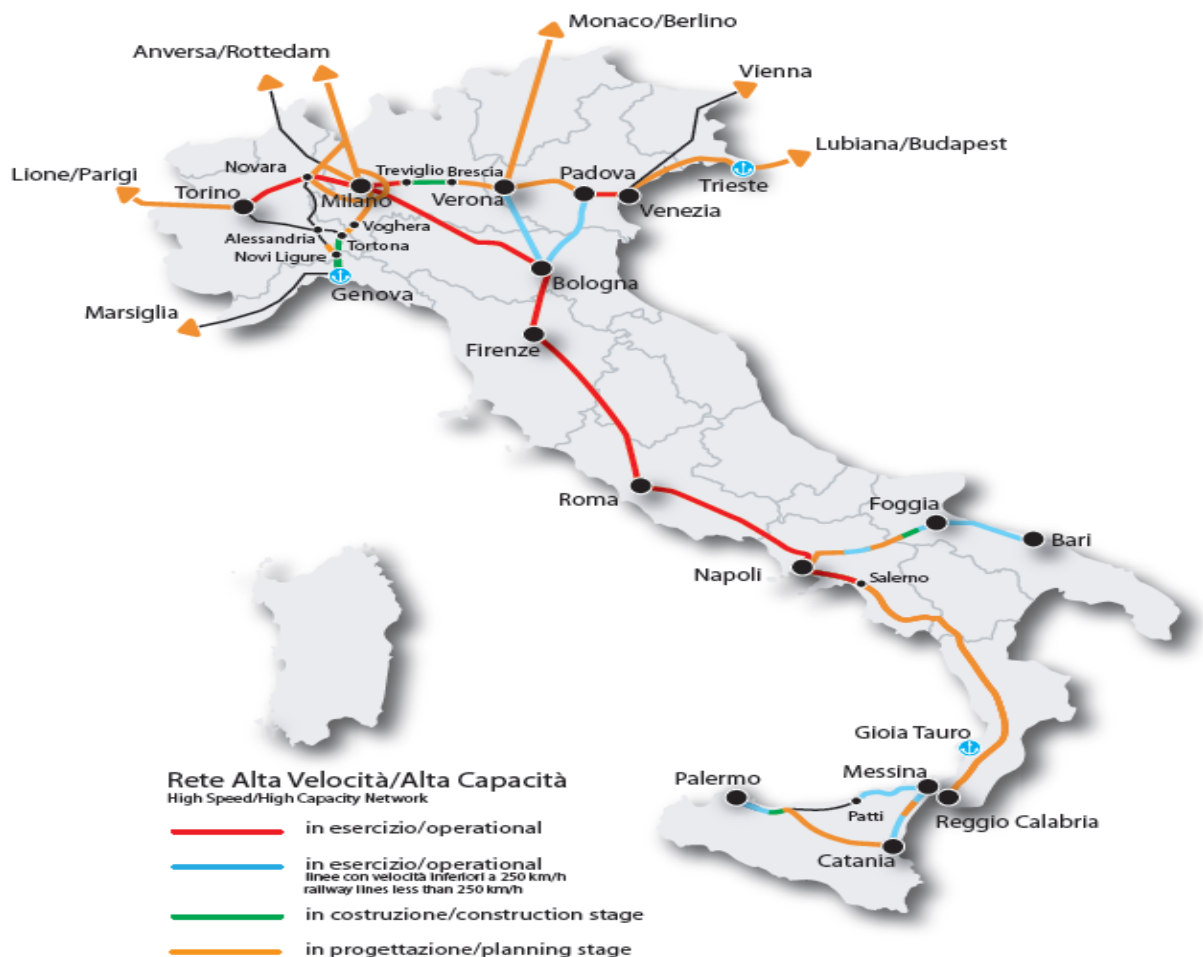 Monaco/Berlino
Anversa/Rottedam
Vienna
Lubiana/Budapest
Lione/Parigi
Novara
Treviglio
Brescia
Padova
Trieste
Torino
Milano
Verona
Venezia
Voghera
Alessandria
Tortona
Novi Ligure
Bologna
Genova
Marsiglia
Firenze
Roma
Foggia
Bari
Napoli
Salerno
Gioia Tauro
Messina
Palermo
Patti
Reggio Calabria
Catania
Rete Alta Velocità/Alta Capacità
High Speed/High Capacity Network
in esercizio/operational
in esercizio/operational
linee con velocità inferiori a 250 km/h
railway lines less than 250 km/h
in costruzione/construction stage
in progettazione/planning stage